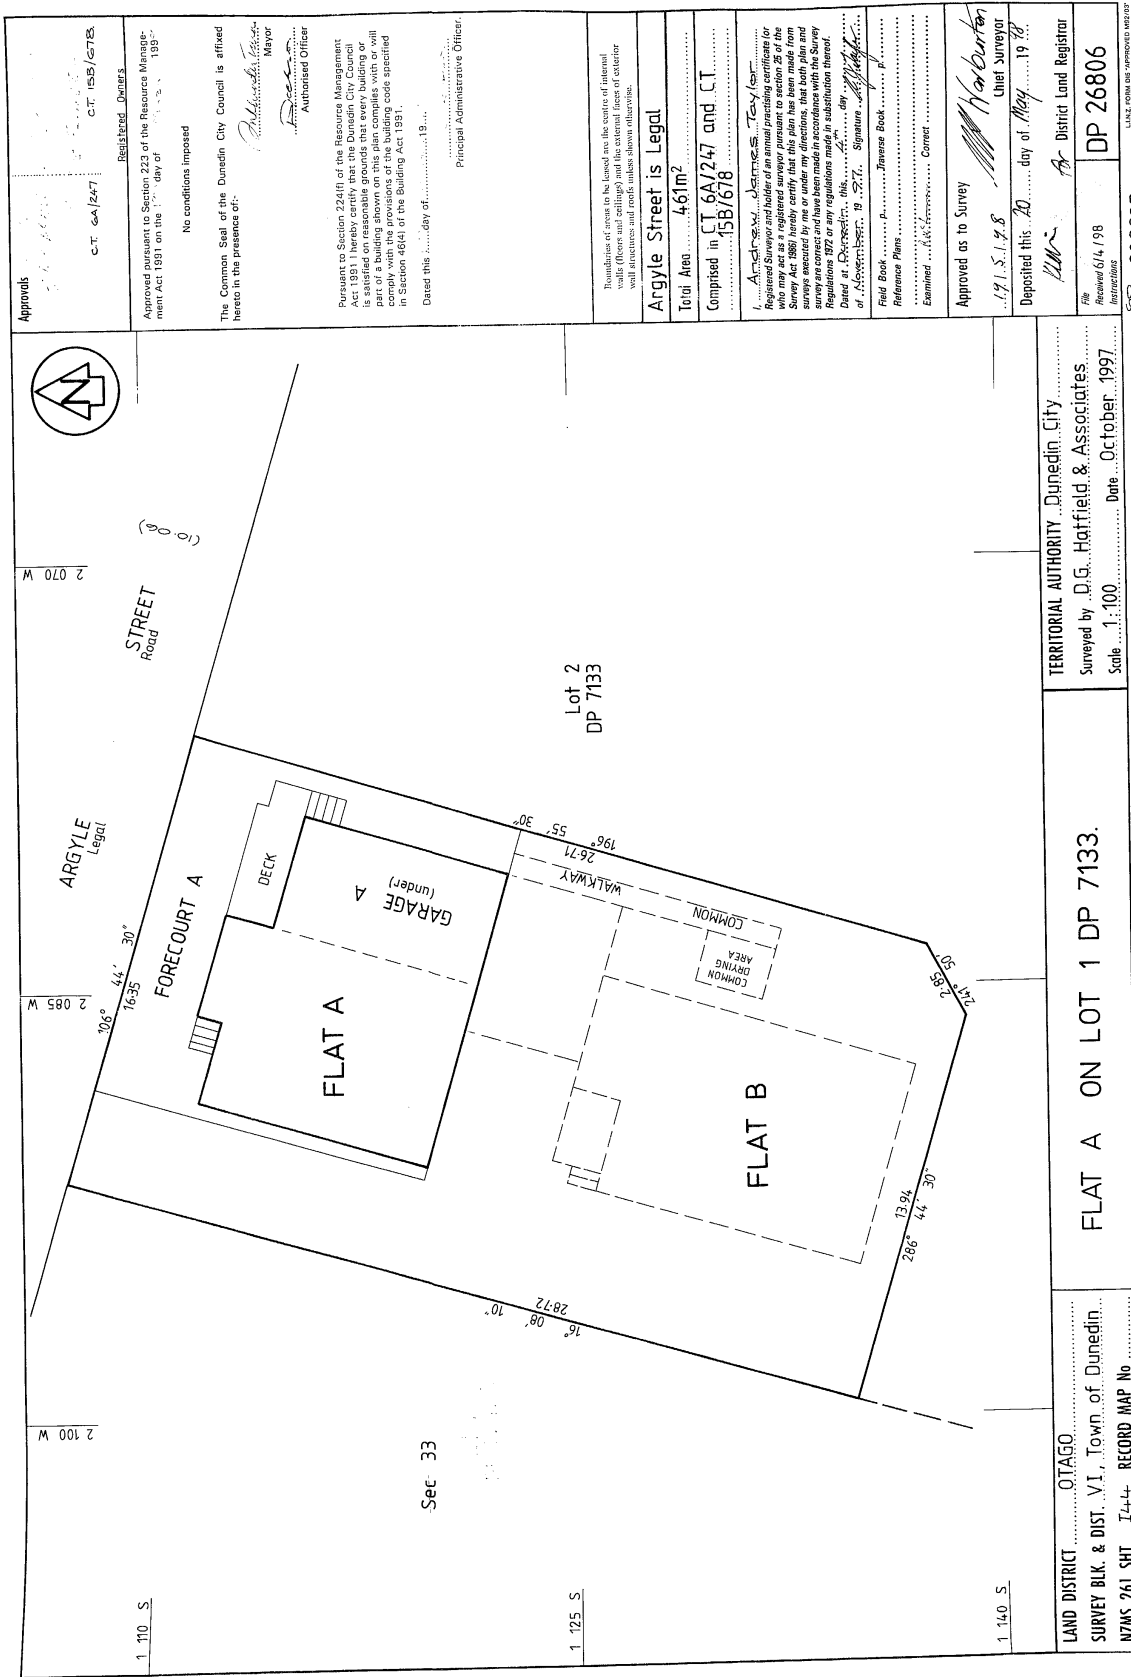 Approvals
C.T. 6A/247 C.T. 15B/678.
Registered Owners
Approved pursuant to Section 223 of the Resource Manage-
ment Act 1991 on the day of 199
No conditions imposed
The Common Seal of the Dunedin City Council is affixed
hereto in the presence of:-
Mayor
Authorised Officer
Pursuant to Section 224(f) of the Resource Management
Act 1991 I hereby certify that the Dunedin City Council
is satisfied on reasonable grounds that every building or
part of a building shown on this plan complies with or will
comply with the provisions of the building code specified
in Section 46(4) of the Building Act 1991.
Dated this ......day of............19....
Principal Administrative Officer.
Boundaries of areas to be leased are the centre of internal
walls (floors and ceilings) and the external faces of exterior
wall structures and roofs unless shown otherwise.
Argyle Street is Legal
Total Area 461m²
Comprised in CT 6A/247 and CT
15B/678
I, Andrew James Taylor
Registered Surveyor and holder of an annual practising certificate (or
who may act as a registered surveyor pursuant to section 25 of the
Survey Act 1986) hereby certify that this plan has been made from
surveys executed by me or under my directions, that both plan and
survey are correct and have been made in accordance with the Survey
Regulations 1972 or any regulations made in substitution thereof.
Dated at Dunedin this 14th day
of November 1997. Signature
Field Book p. Traverse Book p.
Reference Plans
Examined Correct
Approved as to Survey
19/5/98 Chief Surveyor
Deposited this 20 day of May 1998
for District Land Registrar
File
Received 6/4/98
Instructions
DP 26806
L.I.N.Z. FORM
N
2 070 W
2 085 W
2 100 W
1 110 S
1 125 S
1 140 S
ARGYLE STREET
Legal Road
(10.06)
106° 44' 30"
16.35
FORECOURT A
DECK
GARAGE
(under)
A
FLAT A
Lot 2
DP 7133
196° 55' 30"
26.71
COMMON WALKWAY
COMMON
DRYING
AREA
2.85
241° 50'
FLAT B
13.94
286° 44' 30"
16° 08' 10"
28.72
Sec 33
LAND DISTRICT OTAGO
SURVEY BLK. & DIST. VI, Town of Dunedin
NZMS 261 SHT I44 RECORD MAP No
FLAT A ON LOT 1 DP 7133.
TERRITORIAL AUTHORITY Dunedin City
Surveyed by D.G. Hatfield & Associates
Scale 1:100 Date October 1997